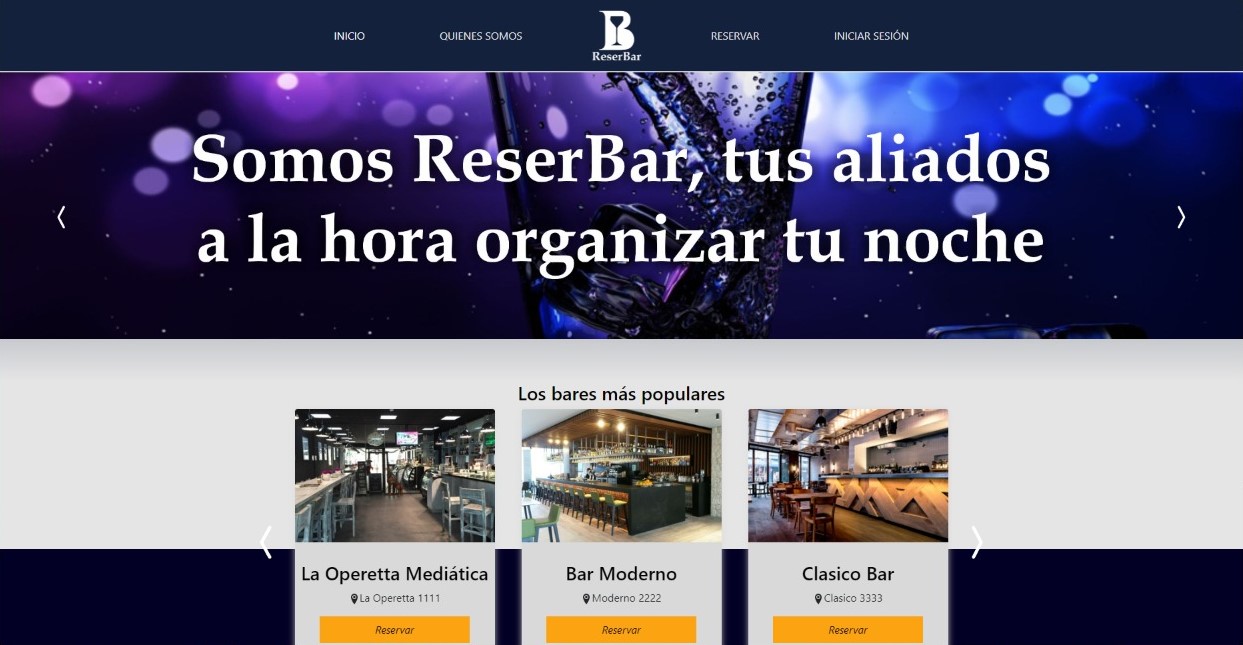 INICIO
QUIENES SOMOS
ReserBar
RESERVAR
INICIAR SESIÓN
Somos ReserBar, tus aliados
a la hora organizar tu noche
Los bares más populares
La Operetta Mediática
La Operetta 1111
Reservar
Bar Moderno
Moderno 2222
Reservar
Clasico Bar
Clasico 3333
Reservar